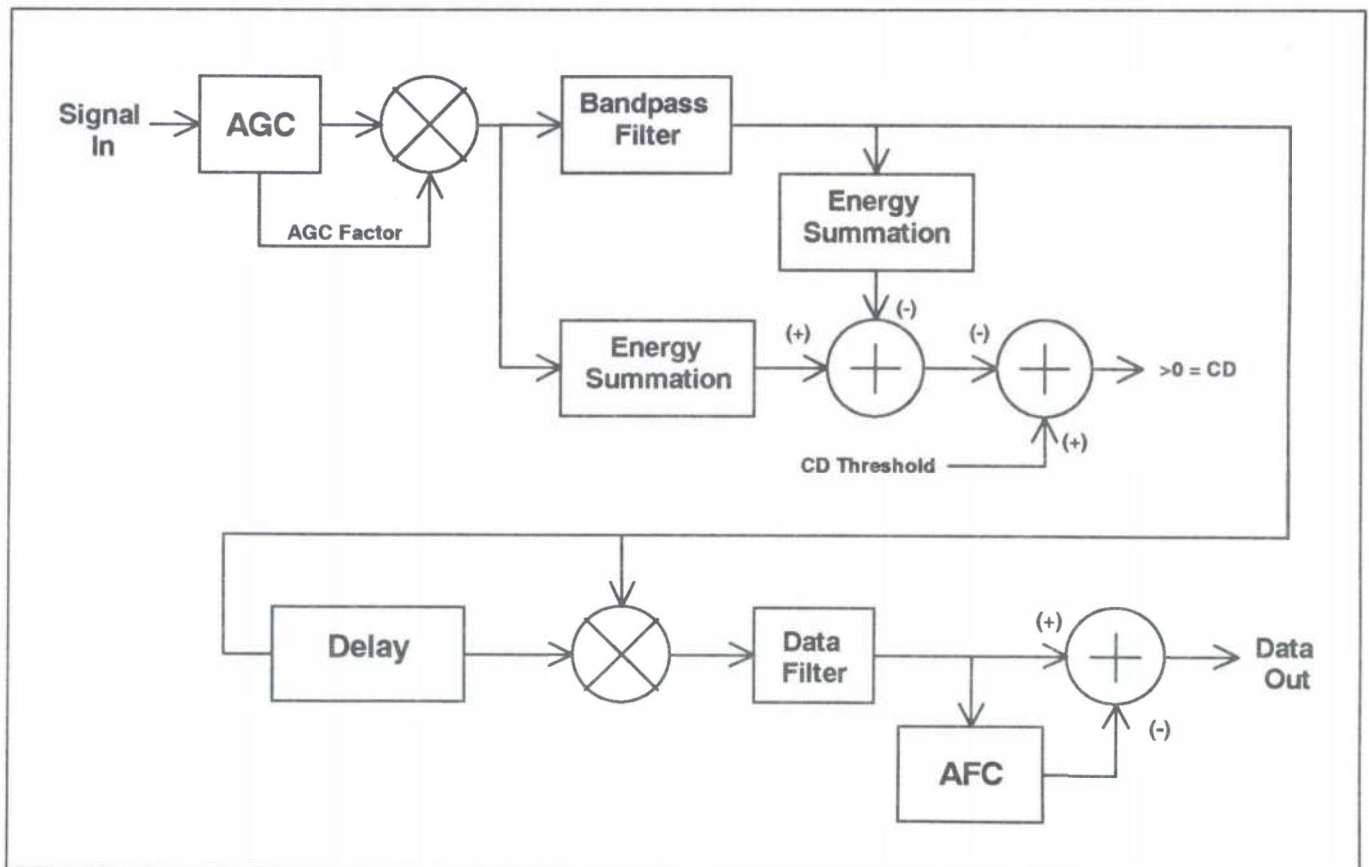 Signal
In
AGC
AGC Factor
Bandpass
Filter
Energy
Summation
(-)
Energy
Summation
(+)
(-)
>0 = CD
(+)
CD Threshold
Delay
Data
Filter
(+)
Data
Out
(-)
AFC